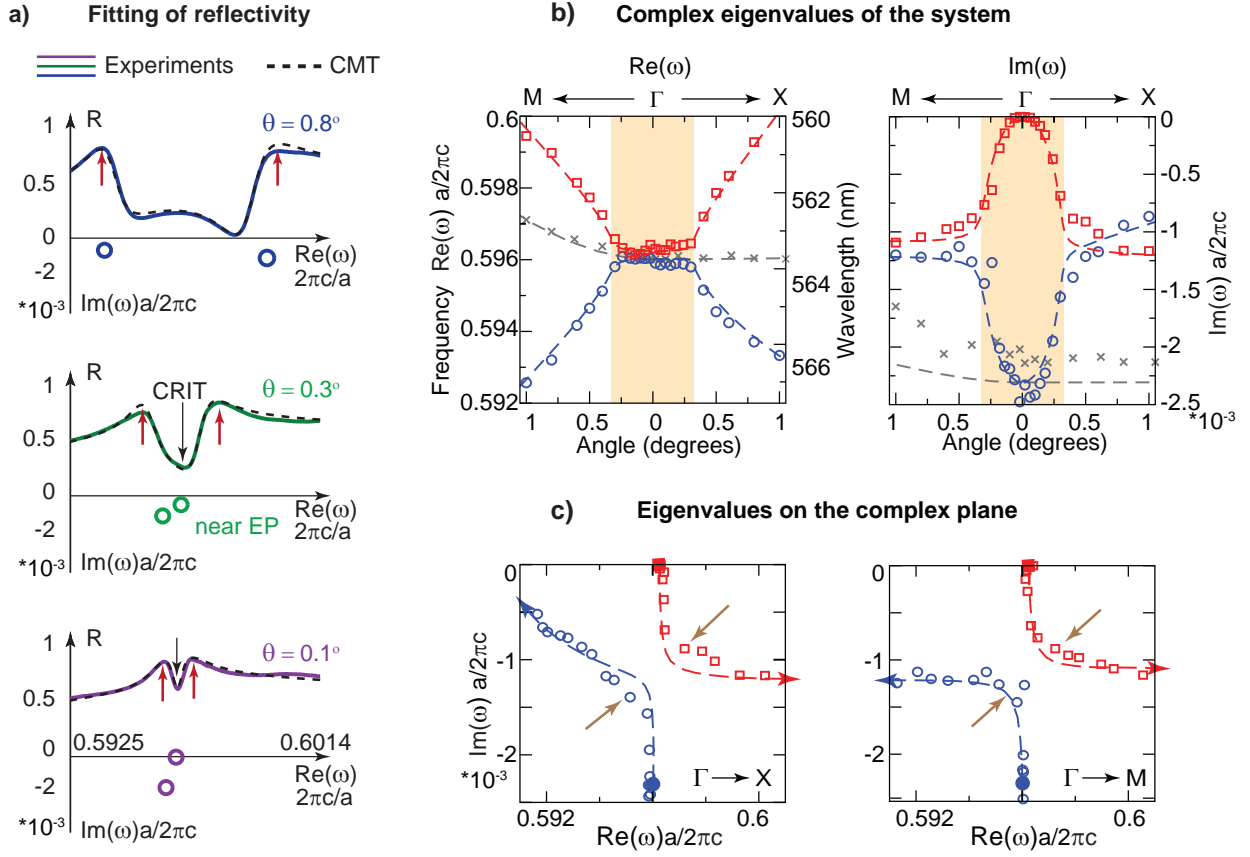 a) Fitting of reflectivity
Experiments CMT
R
1
θ = 0.8º
0.5
0
Re(ω)
-2 2πc/a
*10⁻³ Im(ω)a/2πc
R
1
CRIT θ = 0.3º
0.5
0
Re(ω)
-2 near EP 2πc/a
*10⁻³ Im(ω)a/2πc
R
1 θ = 0.1º
0.5
0 0.5925 0.6014
Re(ω)
-2 2πc/a
*10⁻³ Im(ω)a/2πc
b) Complex eigenvalues of the system
Re(ω)
M Γ X
Frequency Re(ω) a/2πc
0.6
0.598
0.596
0.594
0.592
Wavelength (nm)
560
562
564
566
1 0.5 0 0.5 1
Angle (degrees)
Im(ω)
M Γ X
0
-0.5
-1
-1.5
-2
-2.5
*10⁻³
Im(ω) a/2πc
1 0.5 0 0.5 1
Angle (degrees)
c) Eigenvalues on the complex plane
Im(ω) a/2πc
0
-1
-2
*10⁻³
Γ → X
0.592 0.6
Re(ω)a/2πc
0
-1
-2
Γ → M
0.592 0.6
Re(ω)a/2πc